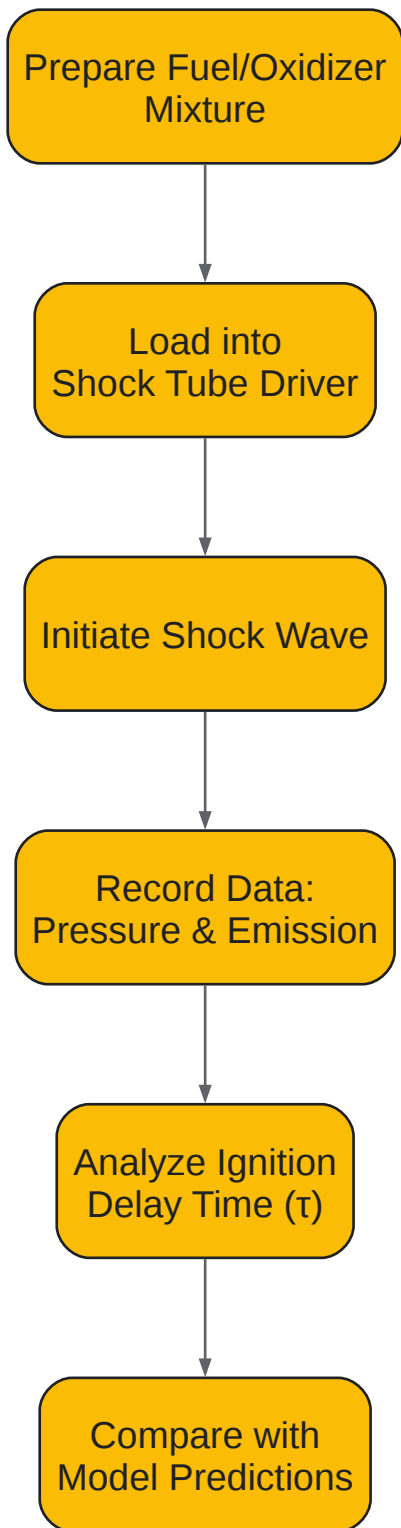 Prepare Fuel/Oxidizer
Mixture
Load into
Shock Tube Driver
Initiate Shock Wave
Record Data:
Pressure & Emission
Analyze Ignition
Delay Time (τ)
Compare with
Model Predictions